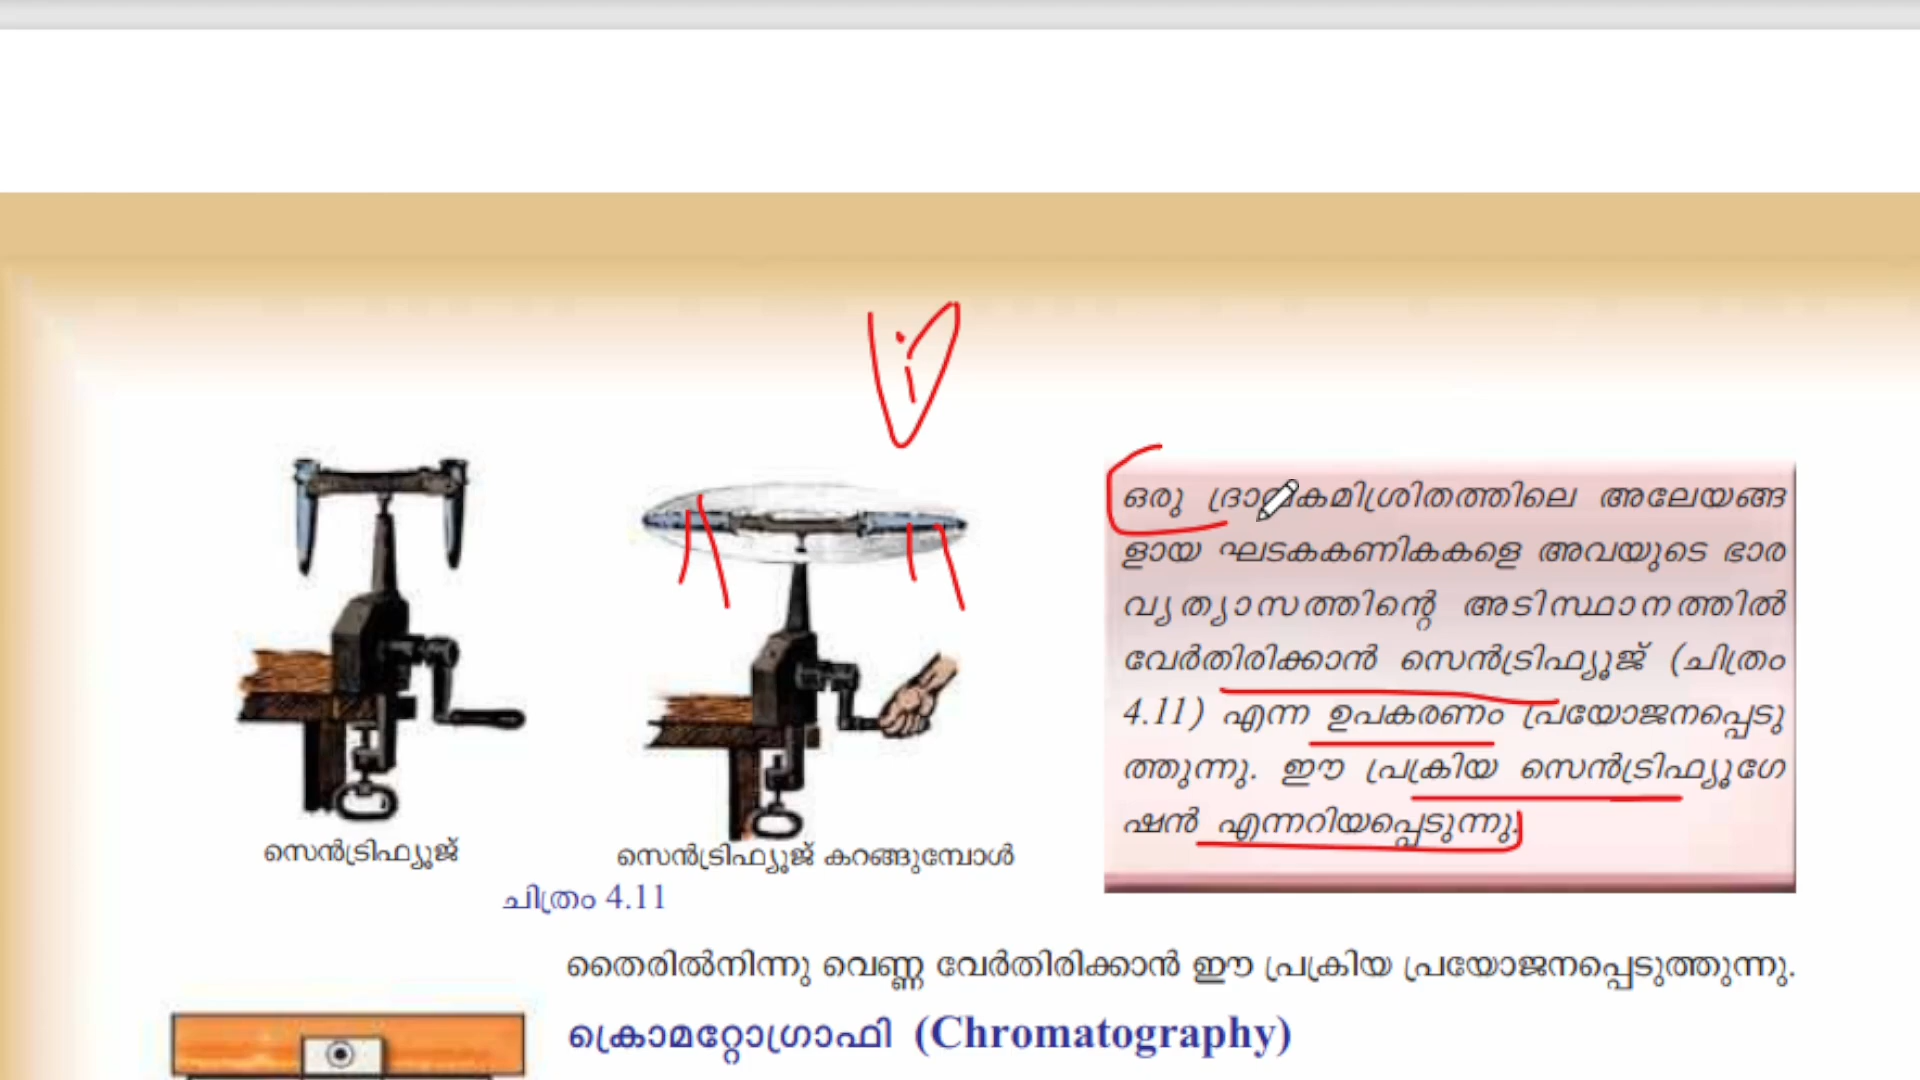 ഒരു ദ്രാവകമിശ്രിതത്തിലെ അലേയങ്ങ
ളായ ഘടകകണികകളെ അവയുടെ ഭാര
വ്യത്യാസത്തിന്റെ അടിസ്ഥാനത്തിൽ
വേർതിരിക്കാൻ സെൻട്രിഫ്യൂജ് (ചിത്രം
4.11) എന്ന ഉപകരണം പ്രയോജനപ്പെടു
ത്തുന്നു. ഈ പ്രക്രിയ സെൻട്രിഫ്യൂഗേ
ഷൻ എന്നറിയപ്പെടുന്നു.
സെൻട്രിഫ്യൂജ്
സെൻട്രിഫ്യൂജ് കറങ്ങുമ്പോൾ
ചിത്രം 4.11
തൈരിൽനിന്നു വെണ്ണ വേർതിരിക്കാൻ ഈ പ്രക്രിയ പ്രയോജനപ്പെടുത്തുന്നു.
ക്രൊമറ്റോഗ്രാഫി (Chromatography)